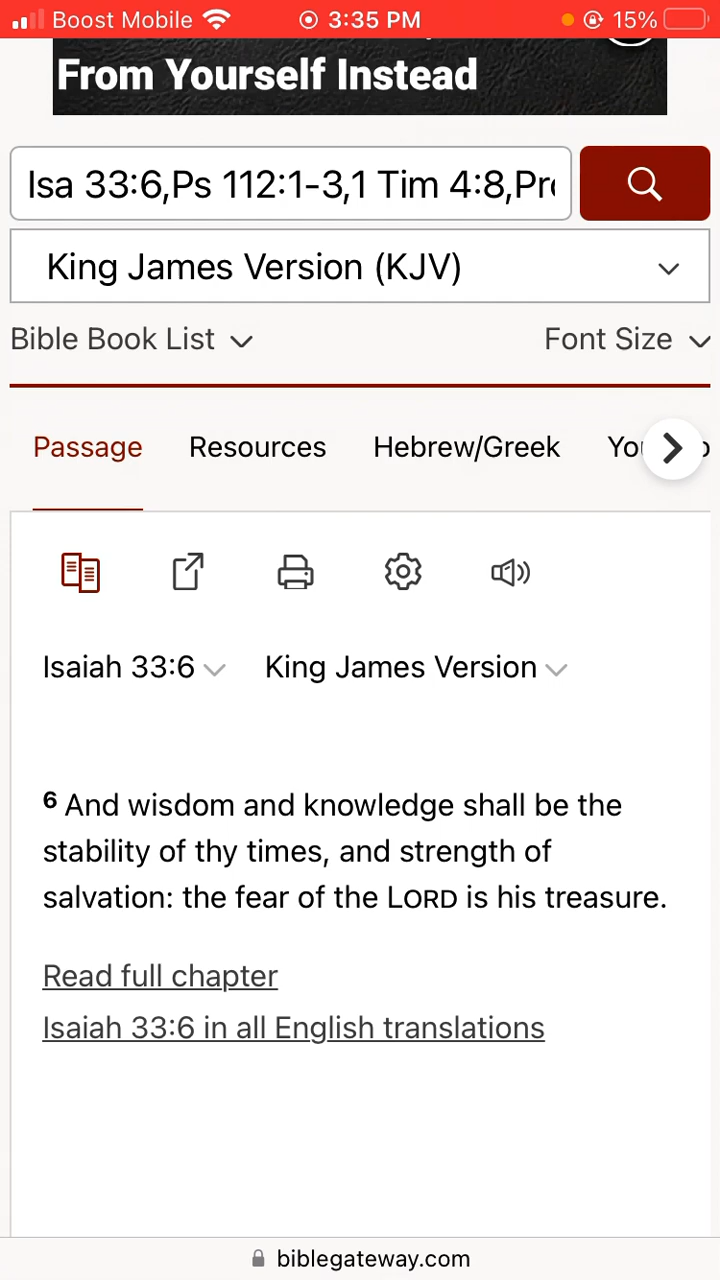 Boost Mobile 3:35 PM 15%
From Yourself Instead
Isa 33:6,Ps 112:1-3,1 Tim 4:8,
King James Version (KJV)
Bible Book List Font Size
Passage Resources Hebrew/Greek
Isaiah 33:6 King James Version
6 And wisdom and knowledge shall be the
stability of thy times, and strength of
salvation: the fear of the LORD is his treasure.
Read full chapter
Isaiah 33:6 in all English translations
biblegateway.com